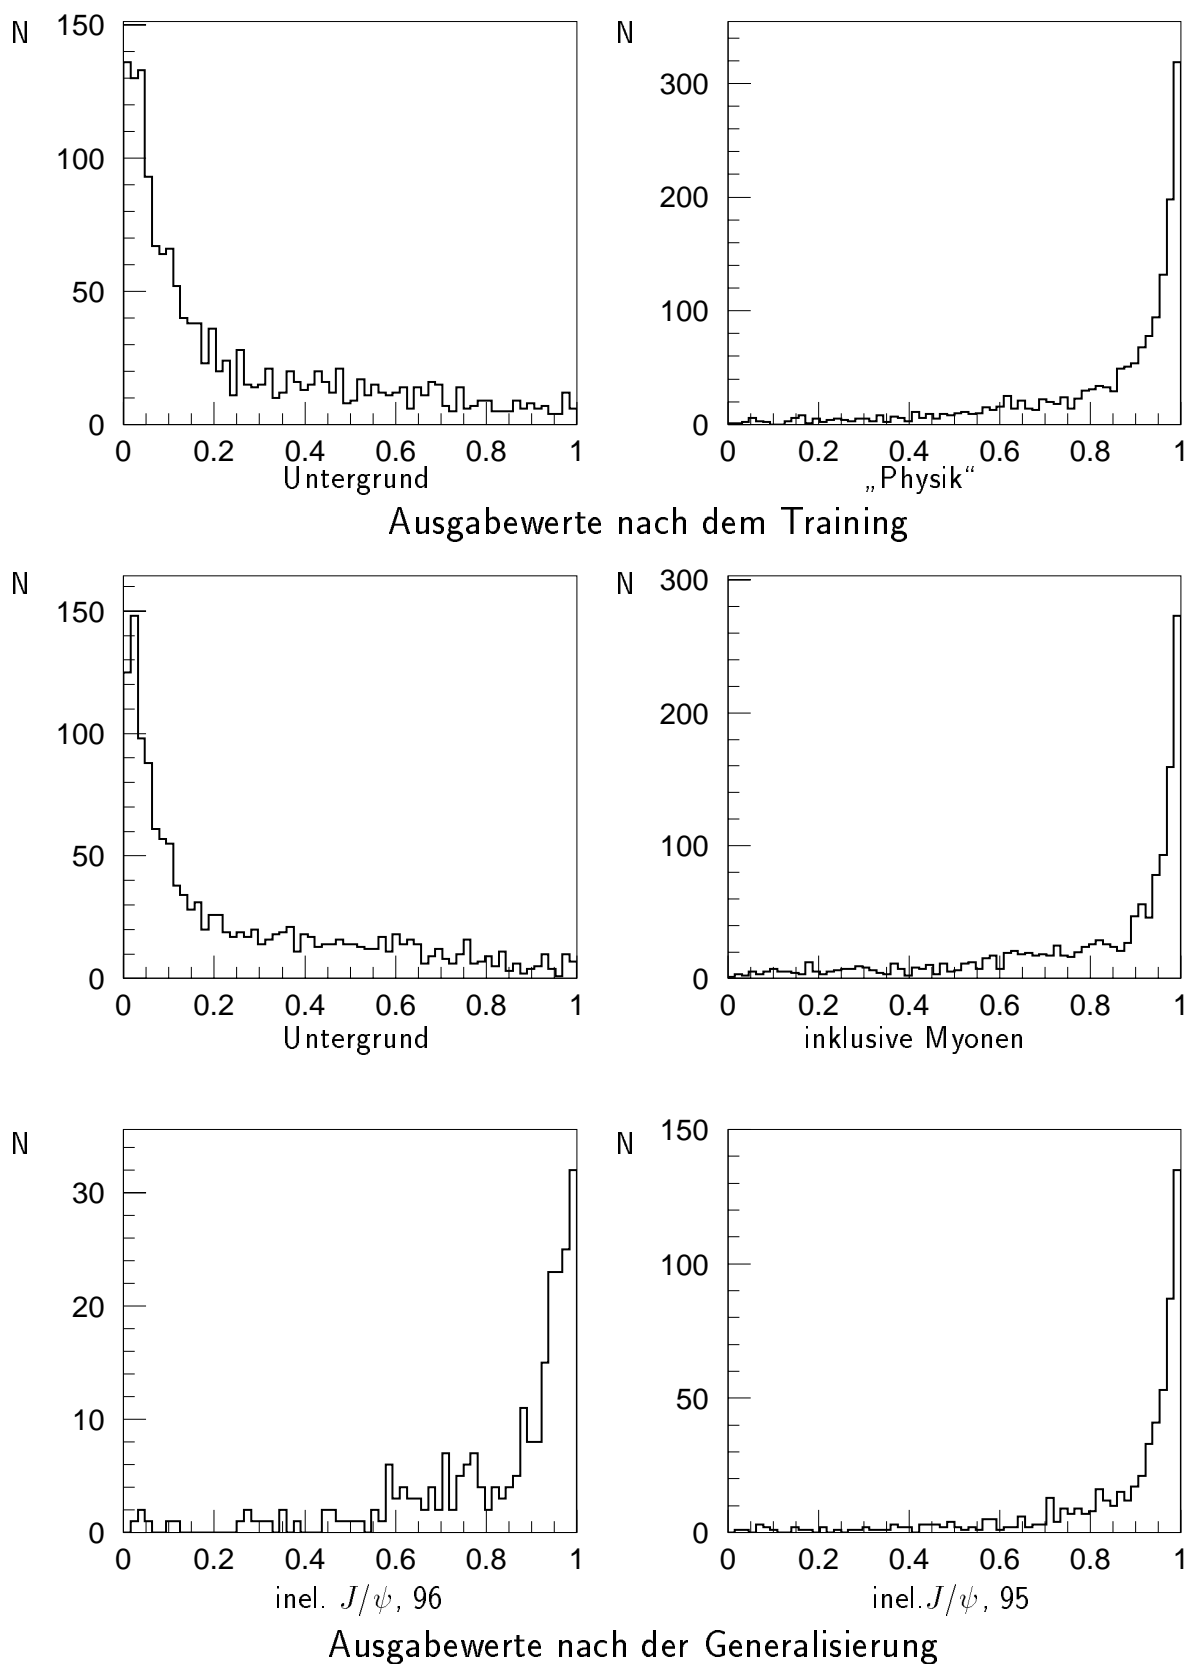 N
150
100
50
0
0 0.2 0.4 0.6 0.8 1
Untergrund
N
300
200
100
0
0 0.2 0.4 0.6 0.8 1
„Physik“
Ausgabewerte nach dem Training
N
150
100
50
0
0 0.2 0.4 0.6 0.8 1
Untergrund
N
300
200
100
0
0 0.2 0.4 0.6 0.8 1
inklusive Myonen
N
30
20
10
0
0 0.2 0.4 0.6 0.8 1
inel. J/ψ, 96
N
150
100
50
0
0 0.2 0.4 0.6 0.8 1
inel.J/ψ, 95
Ausgabewerte nach der Generalisierung